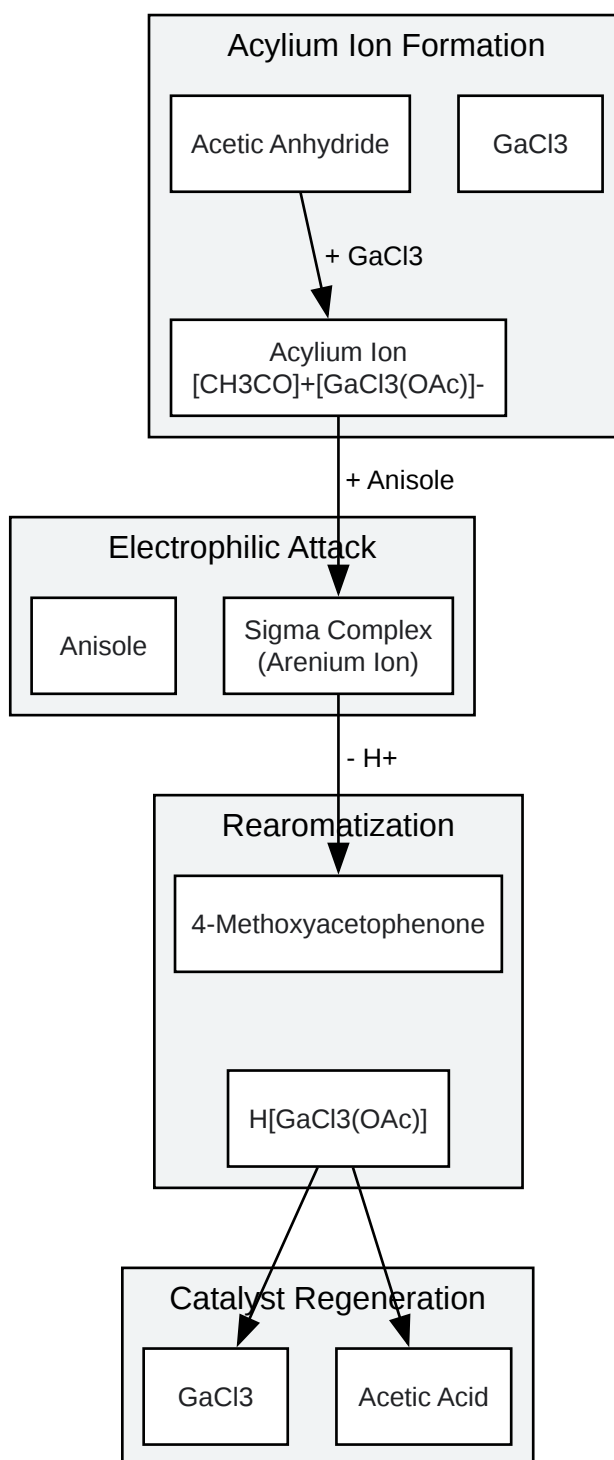 Acylium Ion Formation
Acetic Anhydride
GaCl3
+ GaCl3
Acylium Ion
[CH3CO]+[GaCl3(OAc)]-
+ Anisole
Electrophilic Attack
Anisole
Sigma Complex
(Arenium Ion)
- H+
Rearomatization
4-Methoxyacetophenone
H[GaCl3(OAc)]
Catalyst Regeneration
GaCl3
Acetic Acid